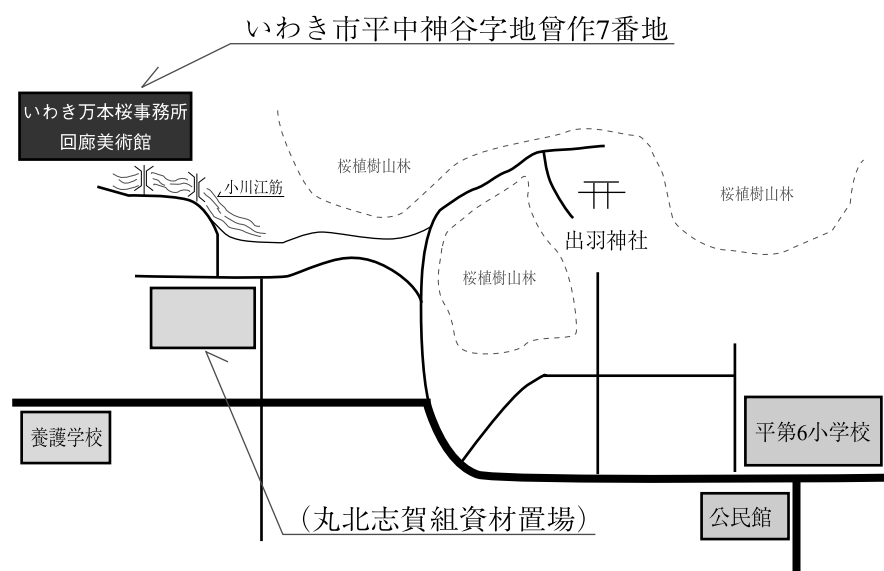 いわき市平中神谷字地曾作7番地
いわき万本桜事務所
回廊美術館
桜植樹山林
小川江筋
桜植樹山林
出羽神社
桜植樹山林
養護学校
平第6小学校
(丸北志賀組資材置場)
公民館